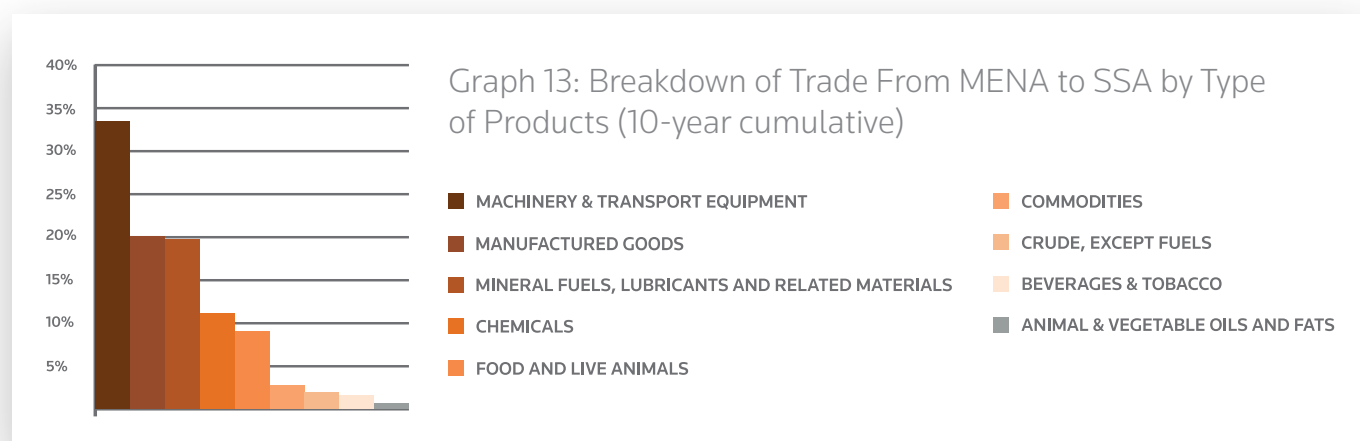 40%
35%
30%
25%
20%
15%
10%
5%
Graph 13: Breakdown of Trade From MENA to SSA by Type
of Products (10-year cumulative)
MACHINERY & TRANSPORT EQUIPMENT
MANUFACTURED GOODS
MINERAL FUELS, LUBRICANTS AND RELATED MATERIALS
CHEMICALS
FOOD AND LIVE ANIMALS
COMMODITIES
CRUDE, EXCEPT FUELS
BEVERAGES & TOBACCO
ANIMAL & VEGETABLE OILS AND FATS